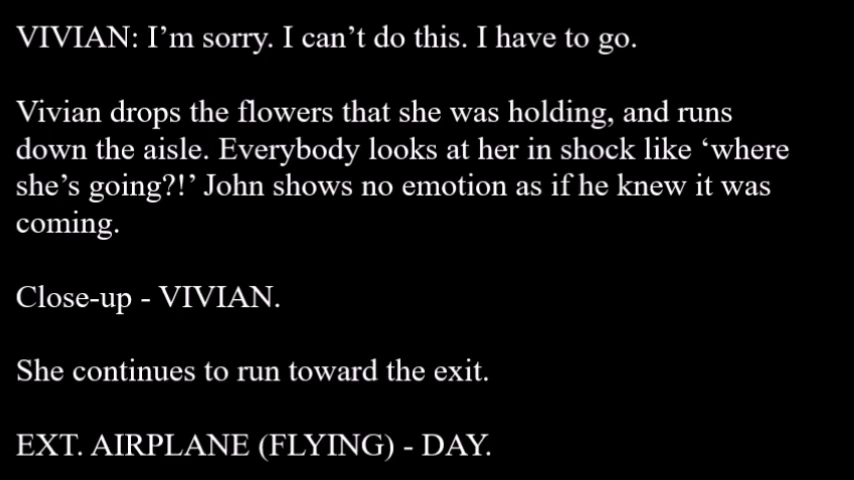 VIVIAN: I’m sorry. I can’t do this. I have to go.
Vivian drops the flowers that she was holding, and runs
down the aisle. Everybody looks at her in shock like ‘where
she’s going?!’ John shows no emotion as if he knew it was
coming.
Close-up - VIVIAN.
She continues to run toward the exit.
EXT. AIRPLANE (FLYING) - DAY.